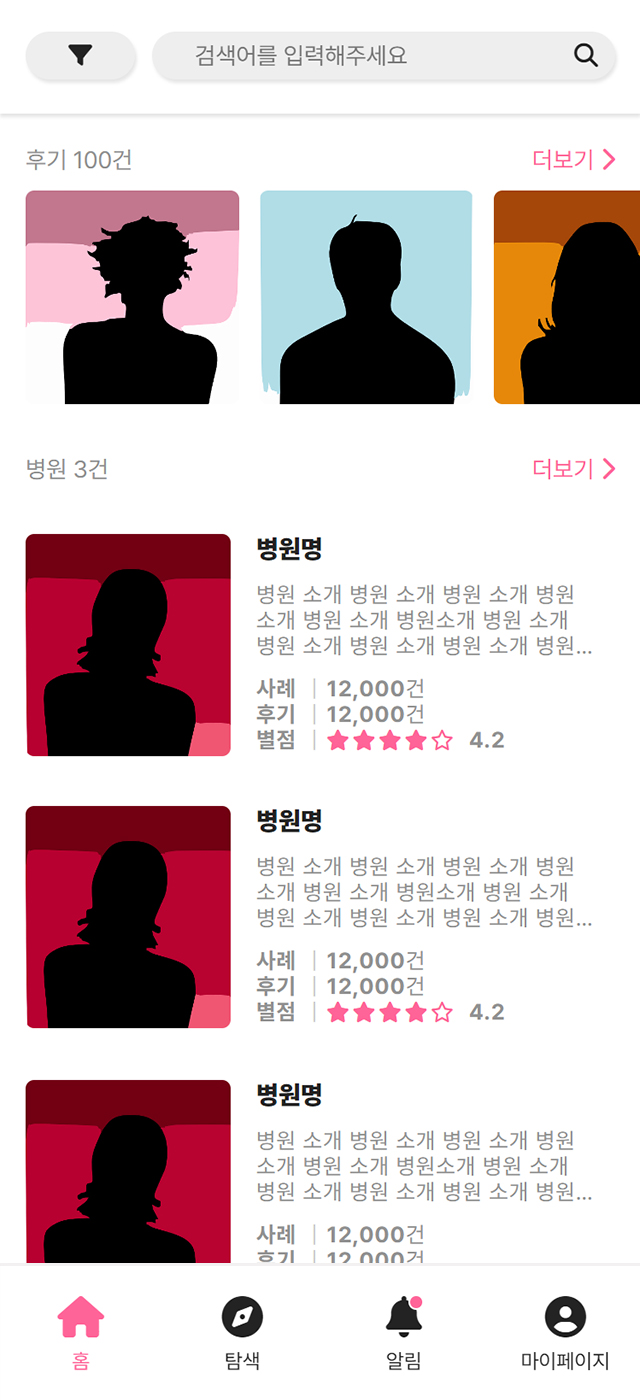 검색어를 입력해주세요
후기 100건
더보기
병원 3건
더보기
병원명
병원 소개 병원 소개 병원 소개 병원
소개 병원 소개 병원소개 병원 소개
병원 소개 병원 소개 병원 소개 병원...
사례 | 12,000건
후기 | 12,000건
별점 | ★★★★☆ 4.2
병원명
병원 소개 병원 소개 병원 소개 병원
소개 병원 소개 병원소개 병원 소개
병원 소개 병원 소개 병원 소개 병원...
사례 | 12,000건
후기 | 12,000건
별점 | ★★★★☆ 4.2
병원명
병원 소개 병원 소개 병원 소개 병원
소개 병원 소개 병원소개 병원 소개
병원 소개 병원 소개 병원 소개 병원...
사례 | 12,000건
후기 | 12,000건
홈
탐색
알림
마이페이지